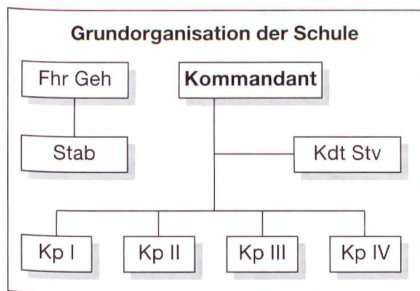 Grundorganisation der Schule
Fhr Geh
Kommandant
Stab
Kdt Stv
Kp I
Kp II
Kp III
Kp IV